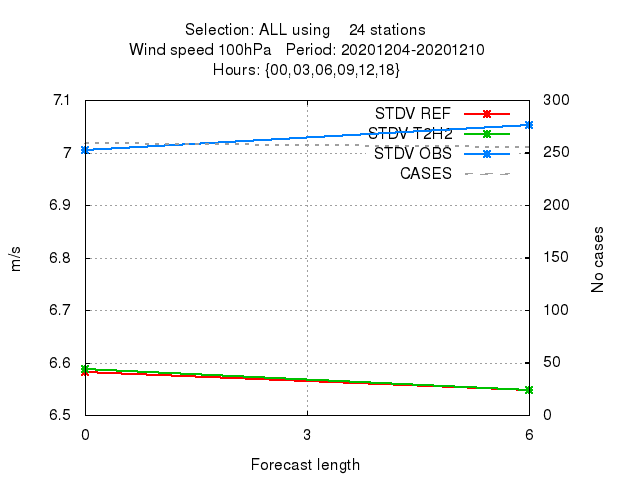 Selection: ALL using 24 stations
Wind speed 100hPa Period: 20201204-20201210
Hours: {00,03,06,09,12,18}
7.1
7
6.9
6.8
6.7
6.6
6.5
300
250
200
150
100
50
0
STDV REF
STDV T2H2
STDV OBS
CASES
m/s
No cases
0 3 6
Forecast length